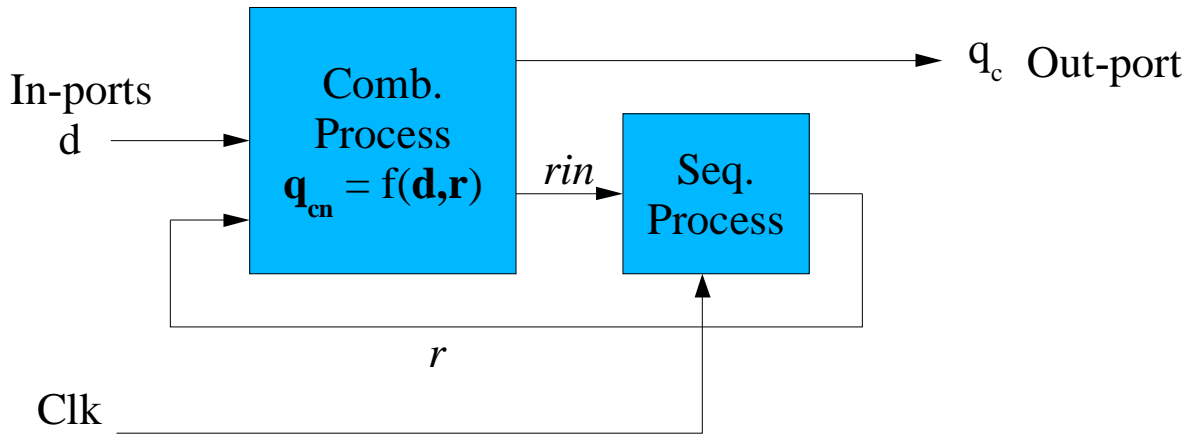 In-ports
d
Comb.
Process
q_cn = f(d,r)
rin
Seq.
Process
q_c Out-port
r
Clk